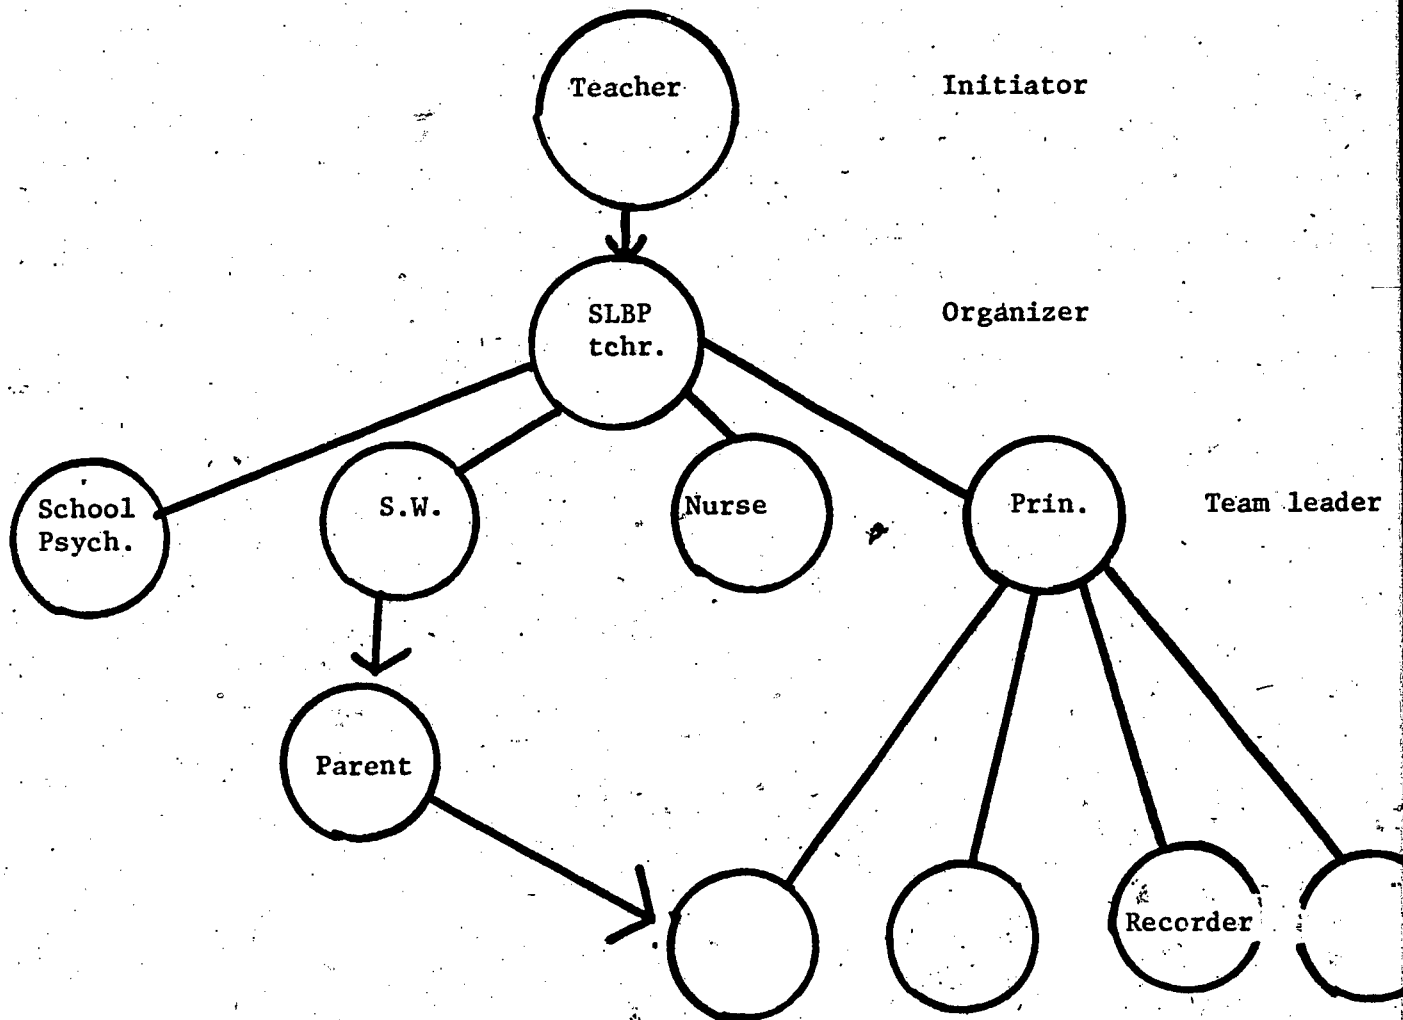 Teacher
Initiator
SLBP
tchr.
Organizer
School
Psych.
S.W.
Nurse
Prin.
Team leader
Parent
Recorder